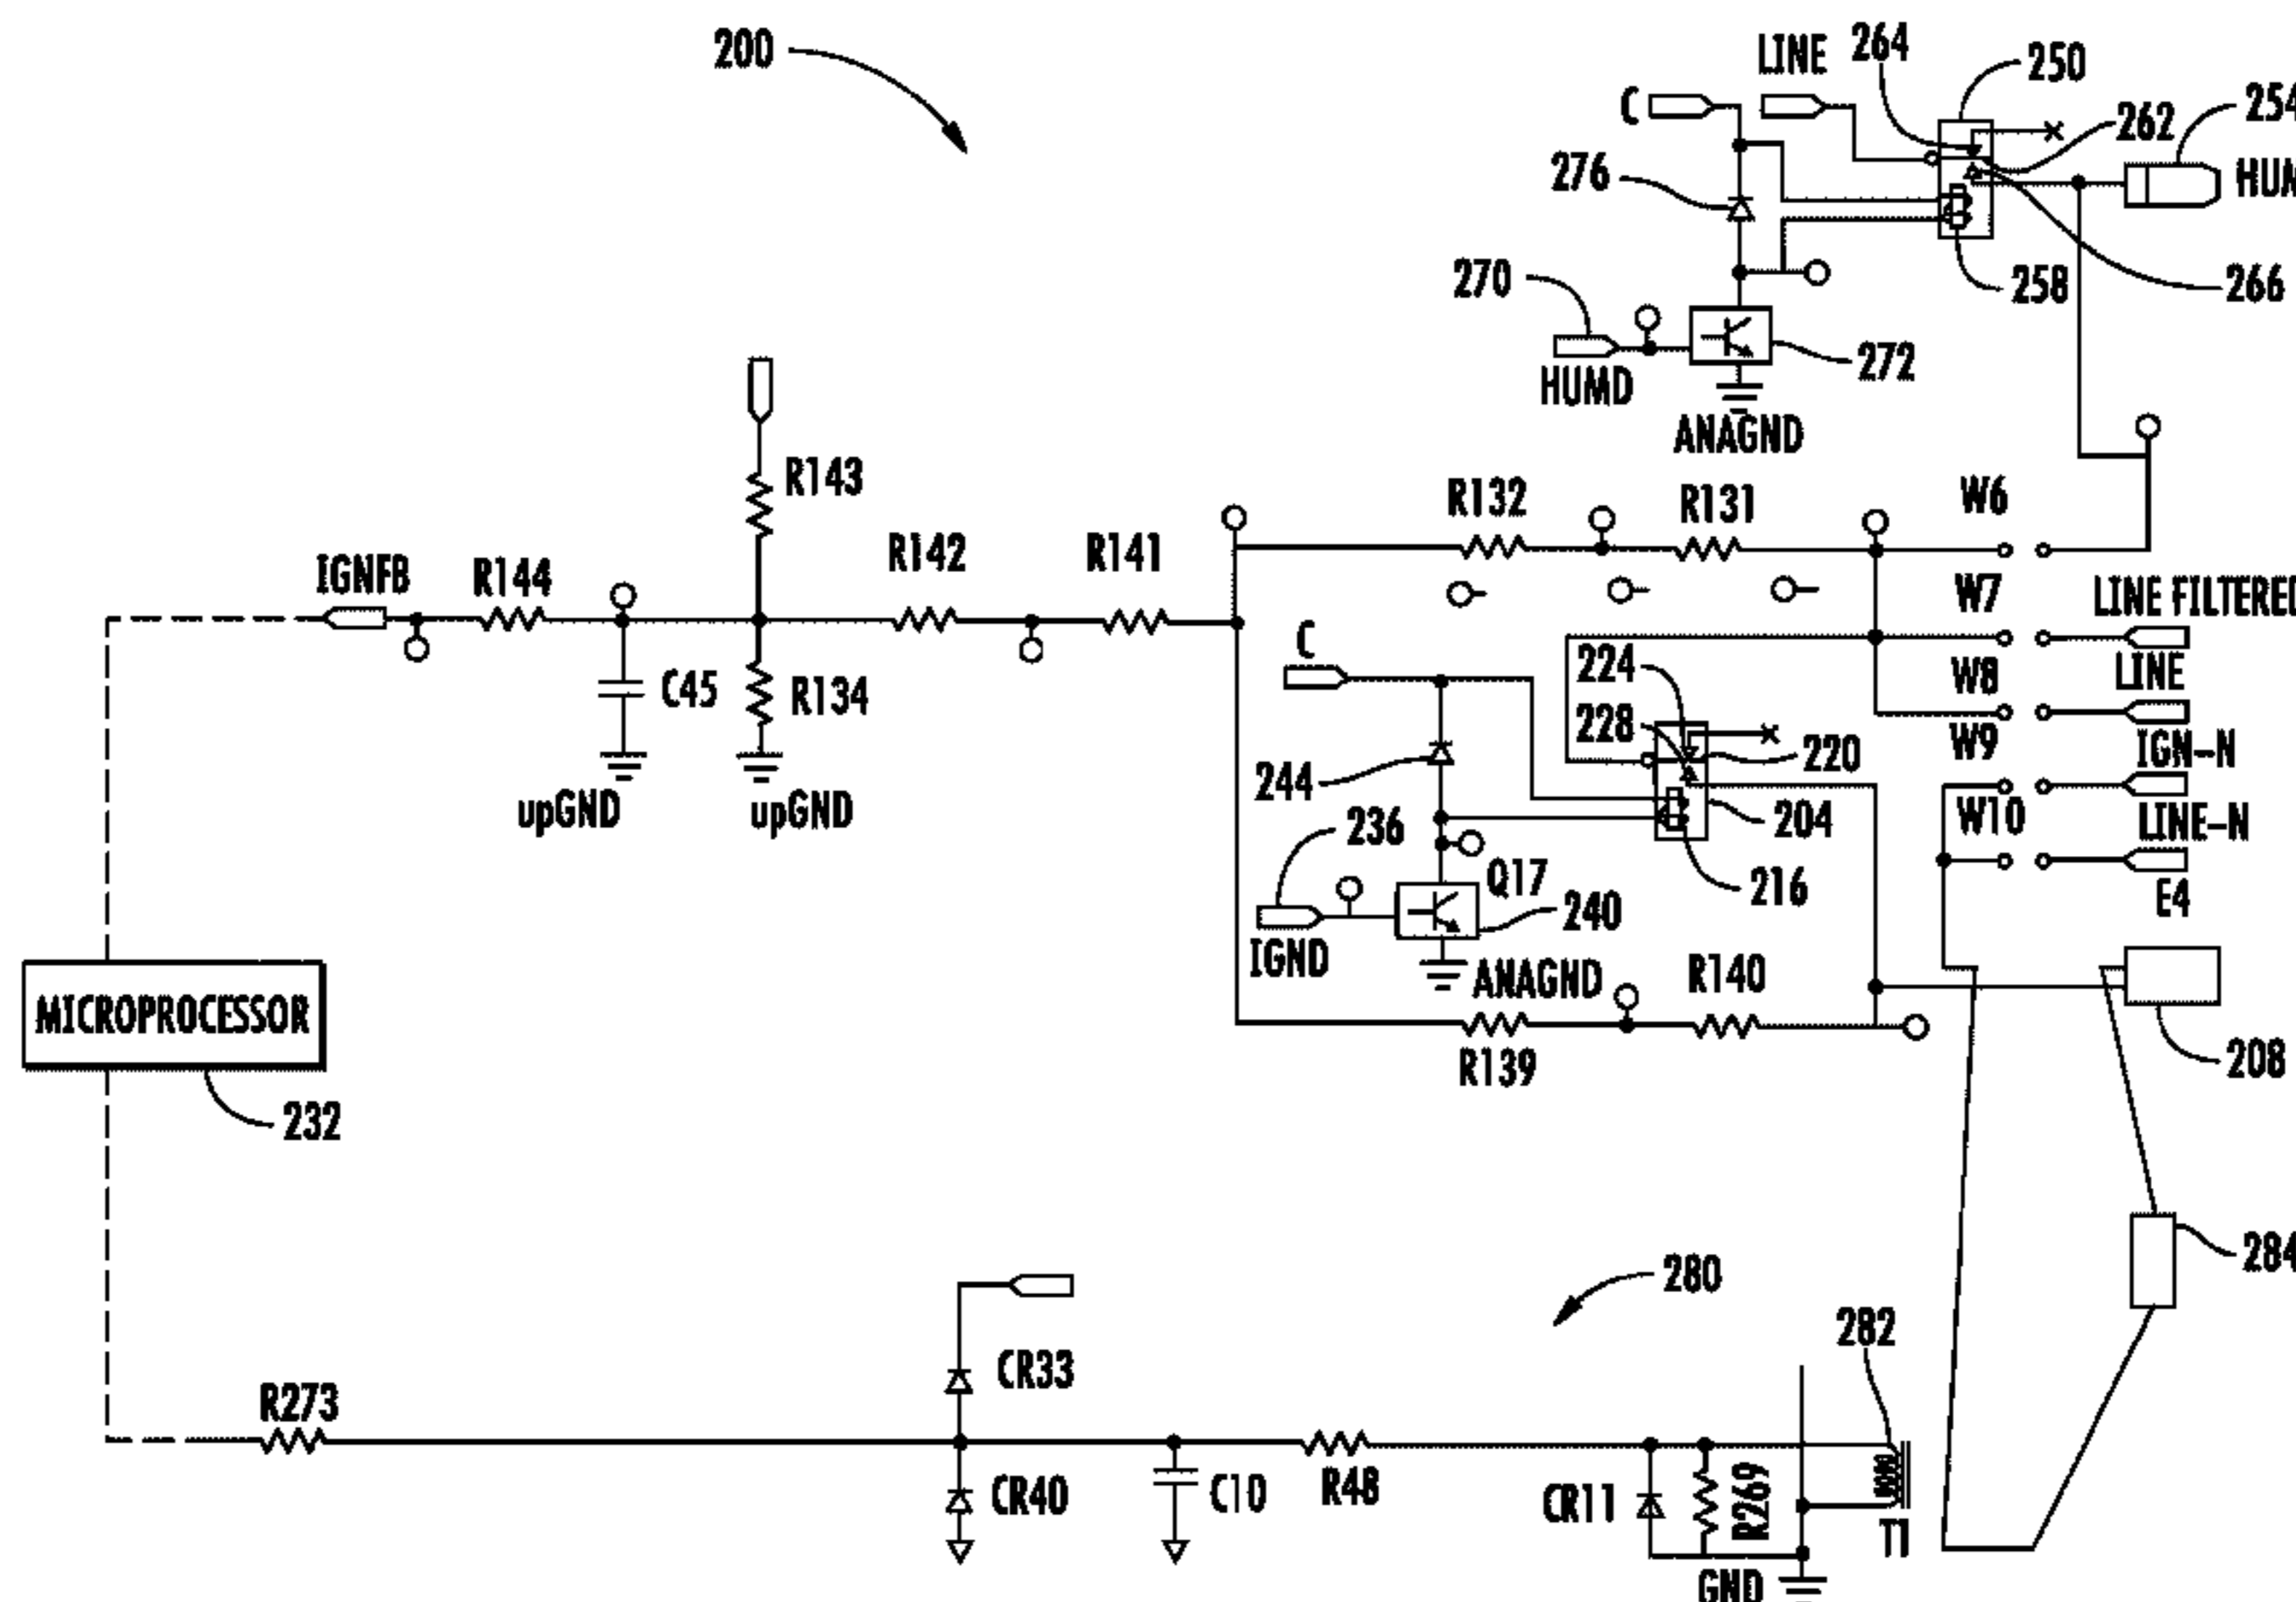 200
LINE
264
250
254
C
262
HUM
276
270
258
266
HUMD
272
ANAGND
R143
R132
R131
W6
IGNFB
R144
R142
R141
W7
LINE FILTERED
C
224
W8
LINE
C45
R134
228
W9
IGN-N
244
220
236
204
W10
LINE-N
upGND
upGND
Q17
216
E4
240
IGND
ANAGND
R140
MICROPROCESSOR
R139
208
232
280
284
282
CR33
R273
CR40
C10
R48
CR11
R269
T1
GND